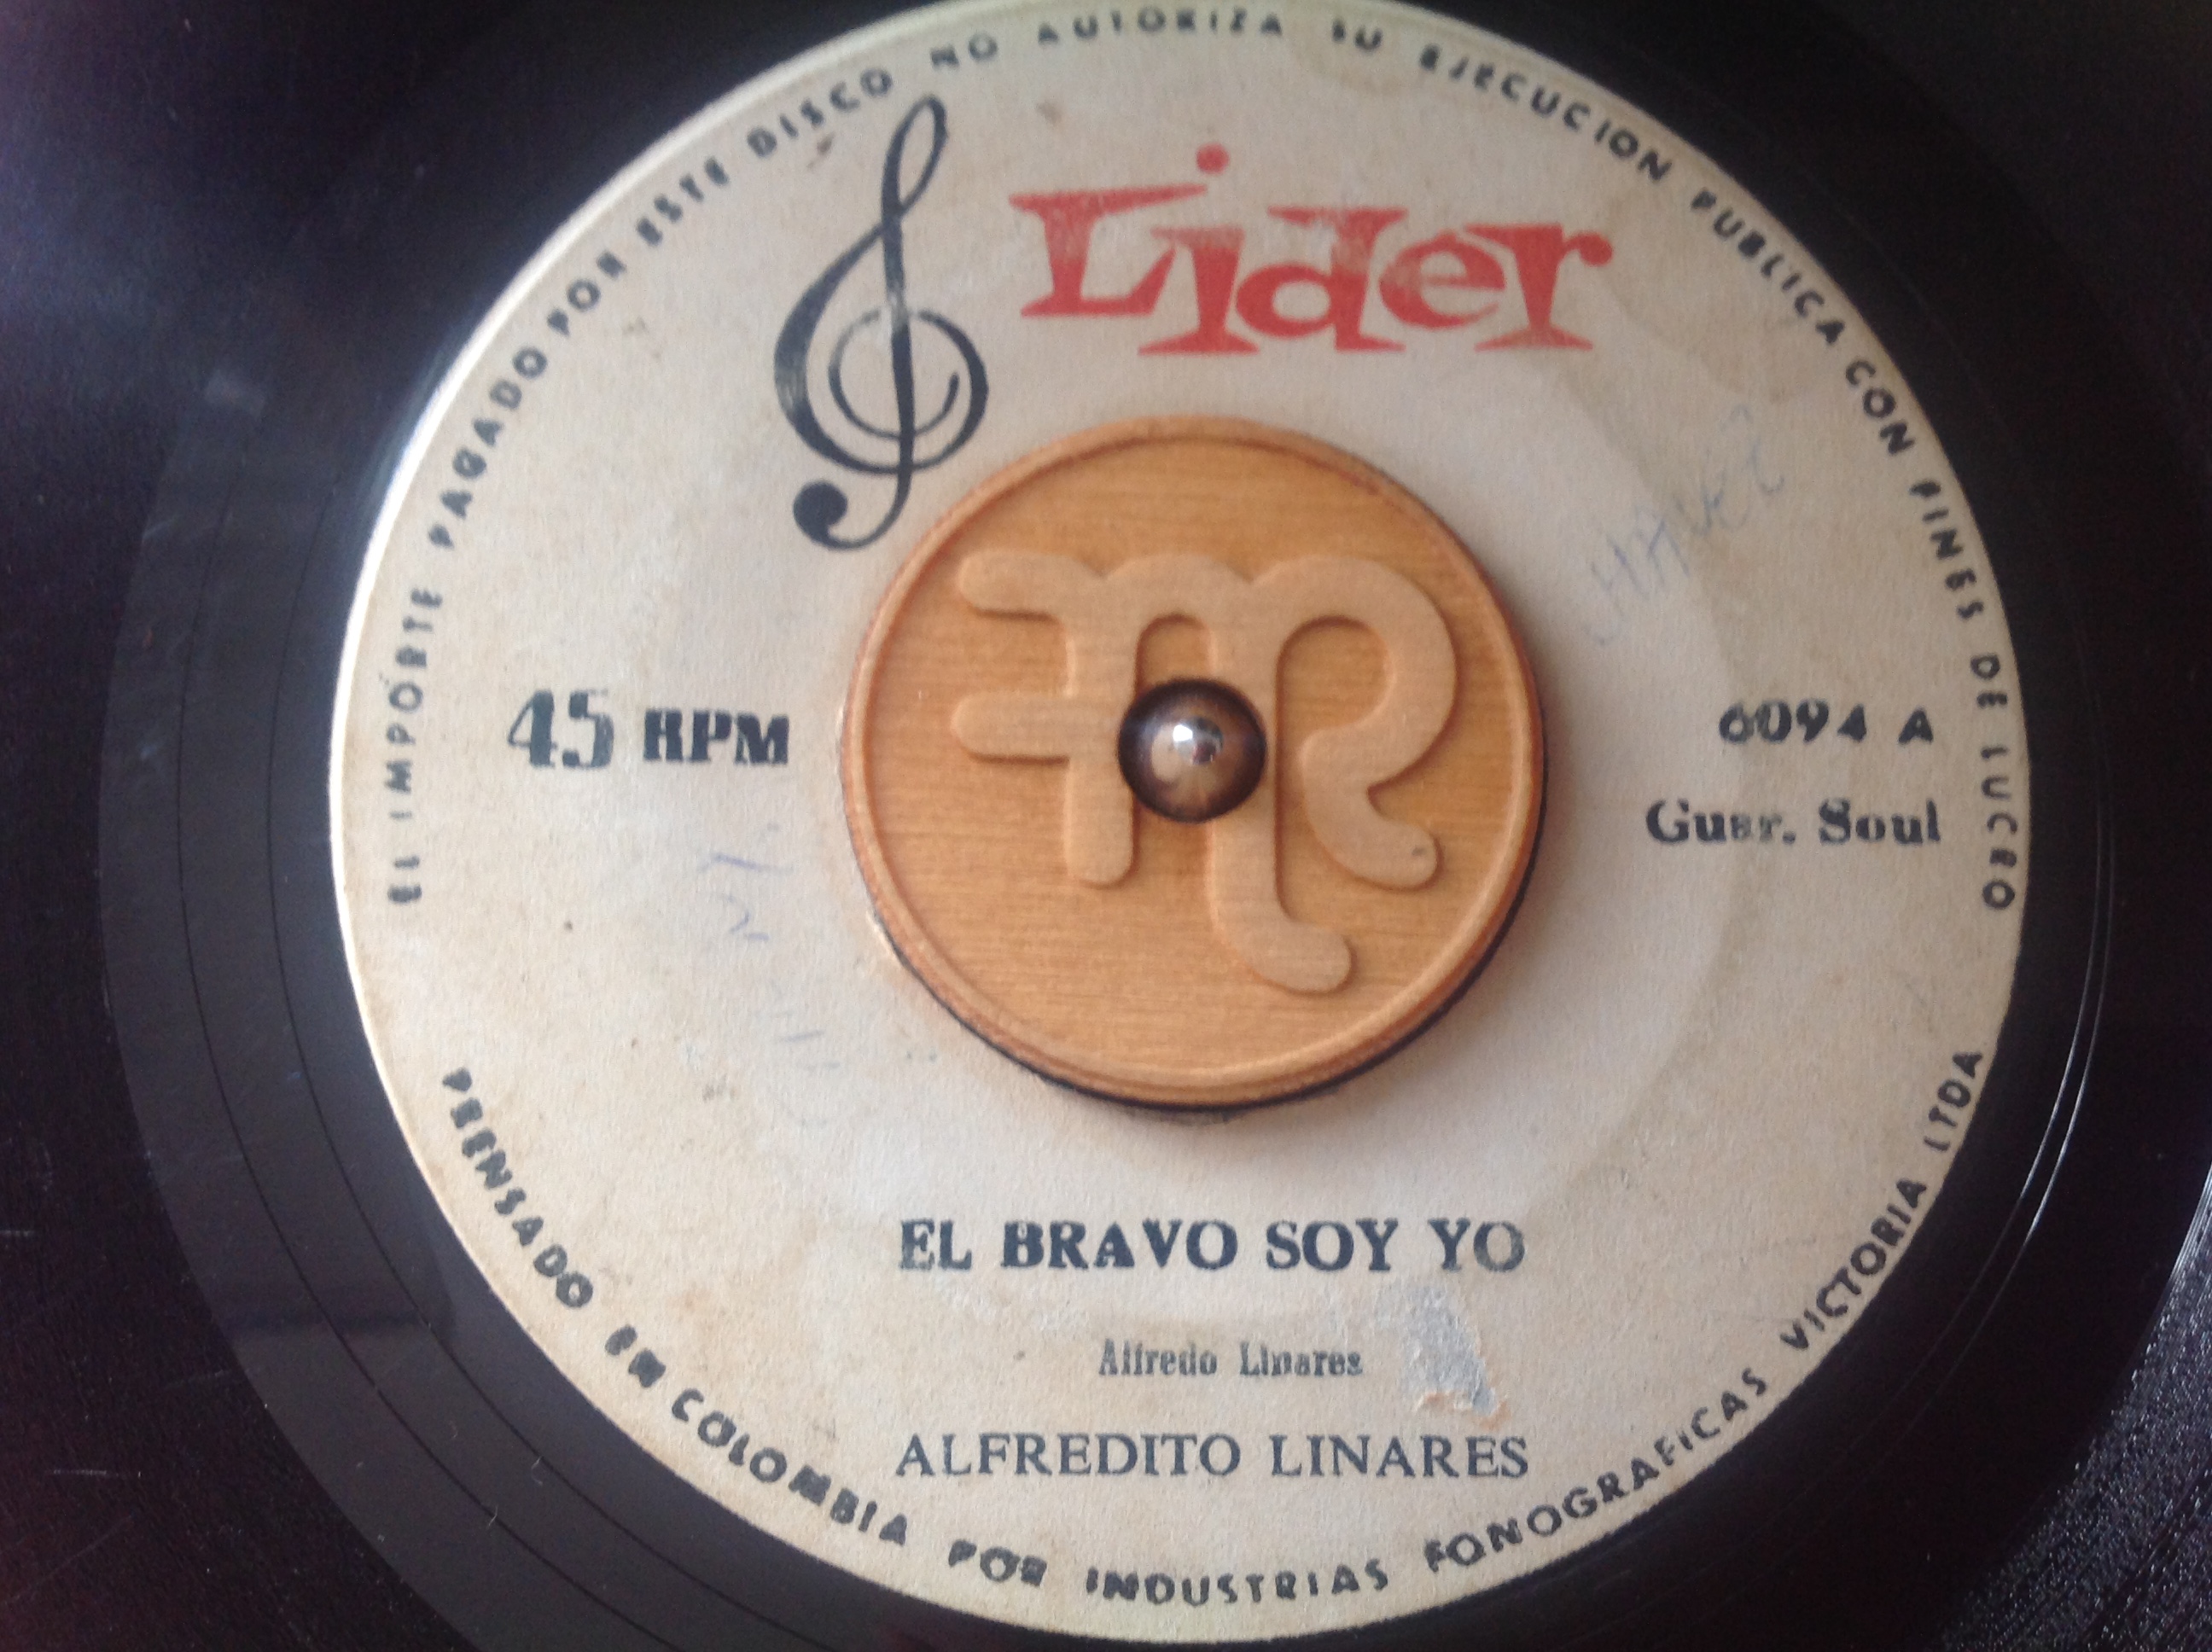 EL IMPORTE PAGADO POR ESTE DISCO NO AUTORIZA SU EJECUCION PUBLICA CON FINES DE LUCRO
Lider
45 RPM
6094 A
Guar. Soul
EL BRAVO SOY YO
Alfredo Linares
ALFREDITO LINARES
PRENSADO EN COLOMBIA POR INDUSTRIAS FONOGRAFICAS VICTORIA LTDA